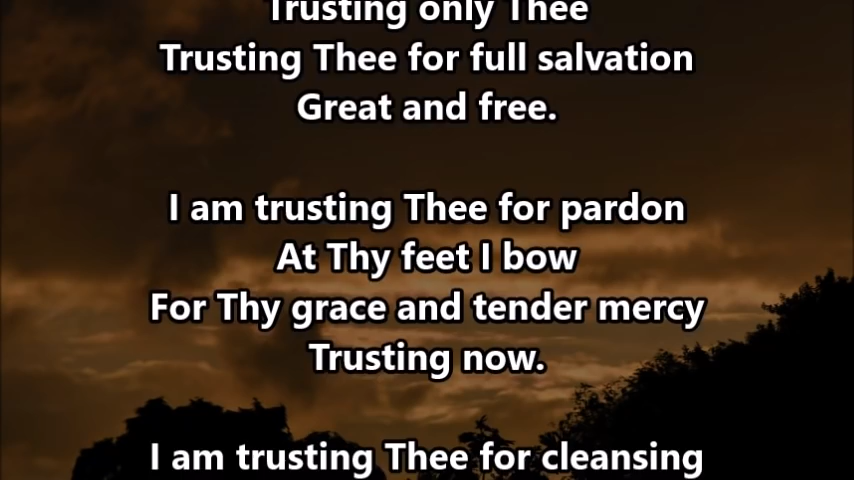 Trusting only Thee
Trusting Thee for full salvation
Great and free.
I am trusting Thee for pardon
At Thy feet I bow
For Thy grace and tender mercy
Trusting now.
I am trusting Thee for cleansing